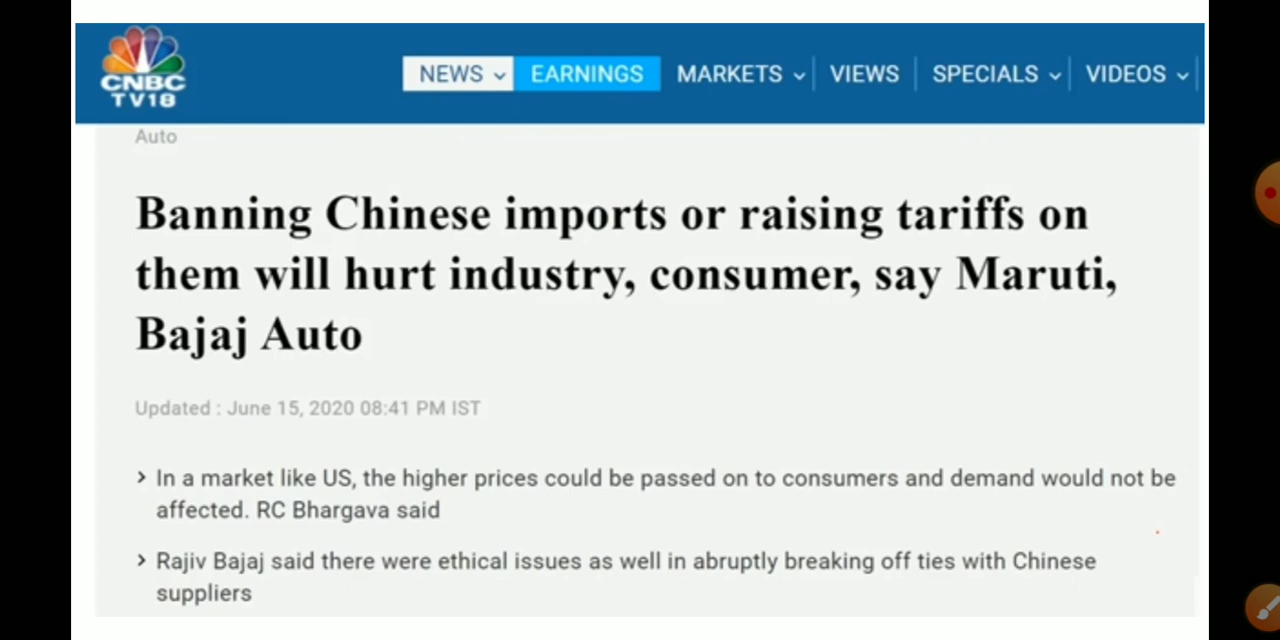 CNBC
TV18
NEWS EARNINGS MARKETS VIEWS SPECIALS VIDEOS
Auto
Banning Chinese imports or raising tariffs on
them will hurt industry, consumer, say Maruti,
Bajaj Auto
Updated : June 15, 2020 08:41 PM IST
In a market like US, the higher prices could be passed on to consumers and demand would not be
affected. RC Bhargava said
Rajiv Bajaj said there were ethical issues as well in abruptly breaking off ties with Chinese
suppliers